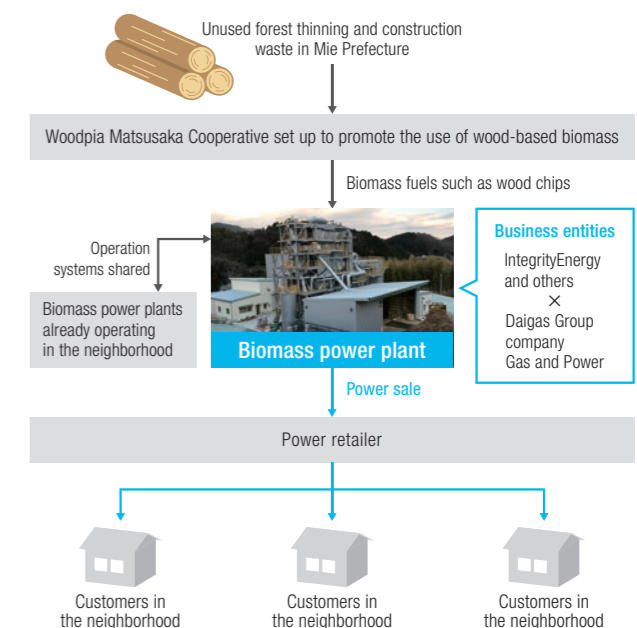 Unused forest thinning and construction
waste in Mie Prefecture
Woodpia Matsusaka Cooperative set up to promote the use of wood-based biomass
Biomass fuels such as wood chips
Operation
systems shared
Biomass power plants
already operating
in the neighborhood
Biomass power plant
Business entities
IntegrityEnergy
and others
×
Daigas Group
company
Gas and Power
Power sale
Power retailer
Customers in
the neighborhood
Customers in
the neighborhood
Customers in
the neighborhood